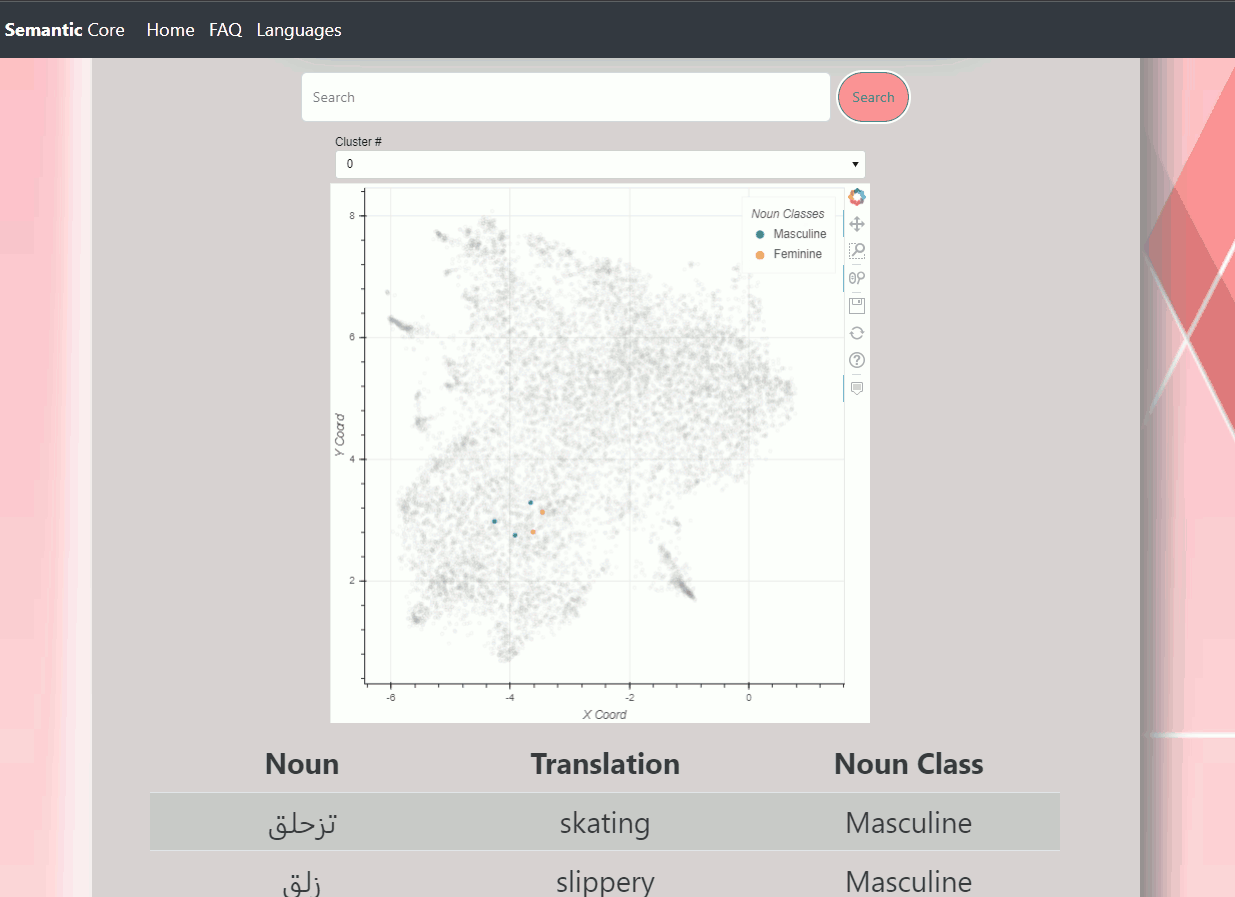 Semantic Core Home FAQ Languages
Search Search
Cluster #
0
Noun Classes
Masculine
Feminine
8
6
4
2
Y Coord
-6 -4 -2 0
X Coord
Noun Translation Noun Class
تزحلق skating Masculine
زلق slippery Masculine